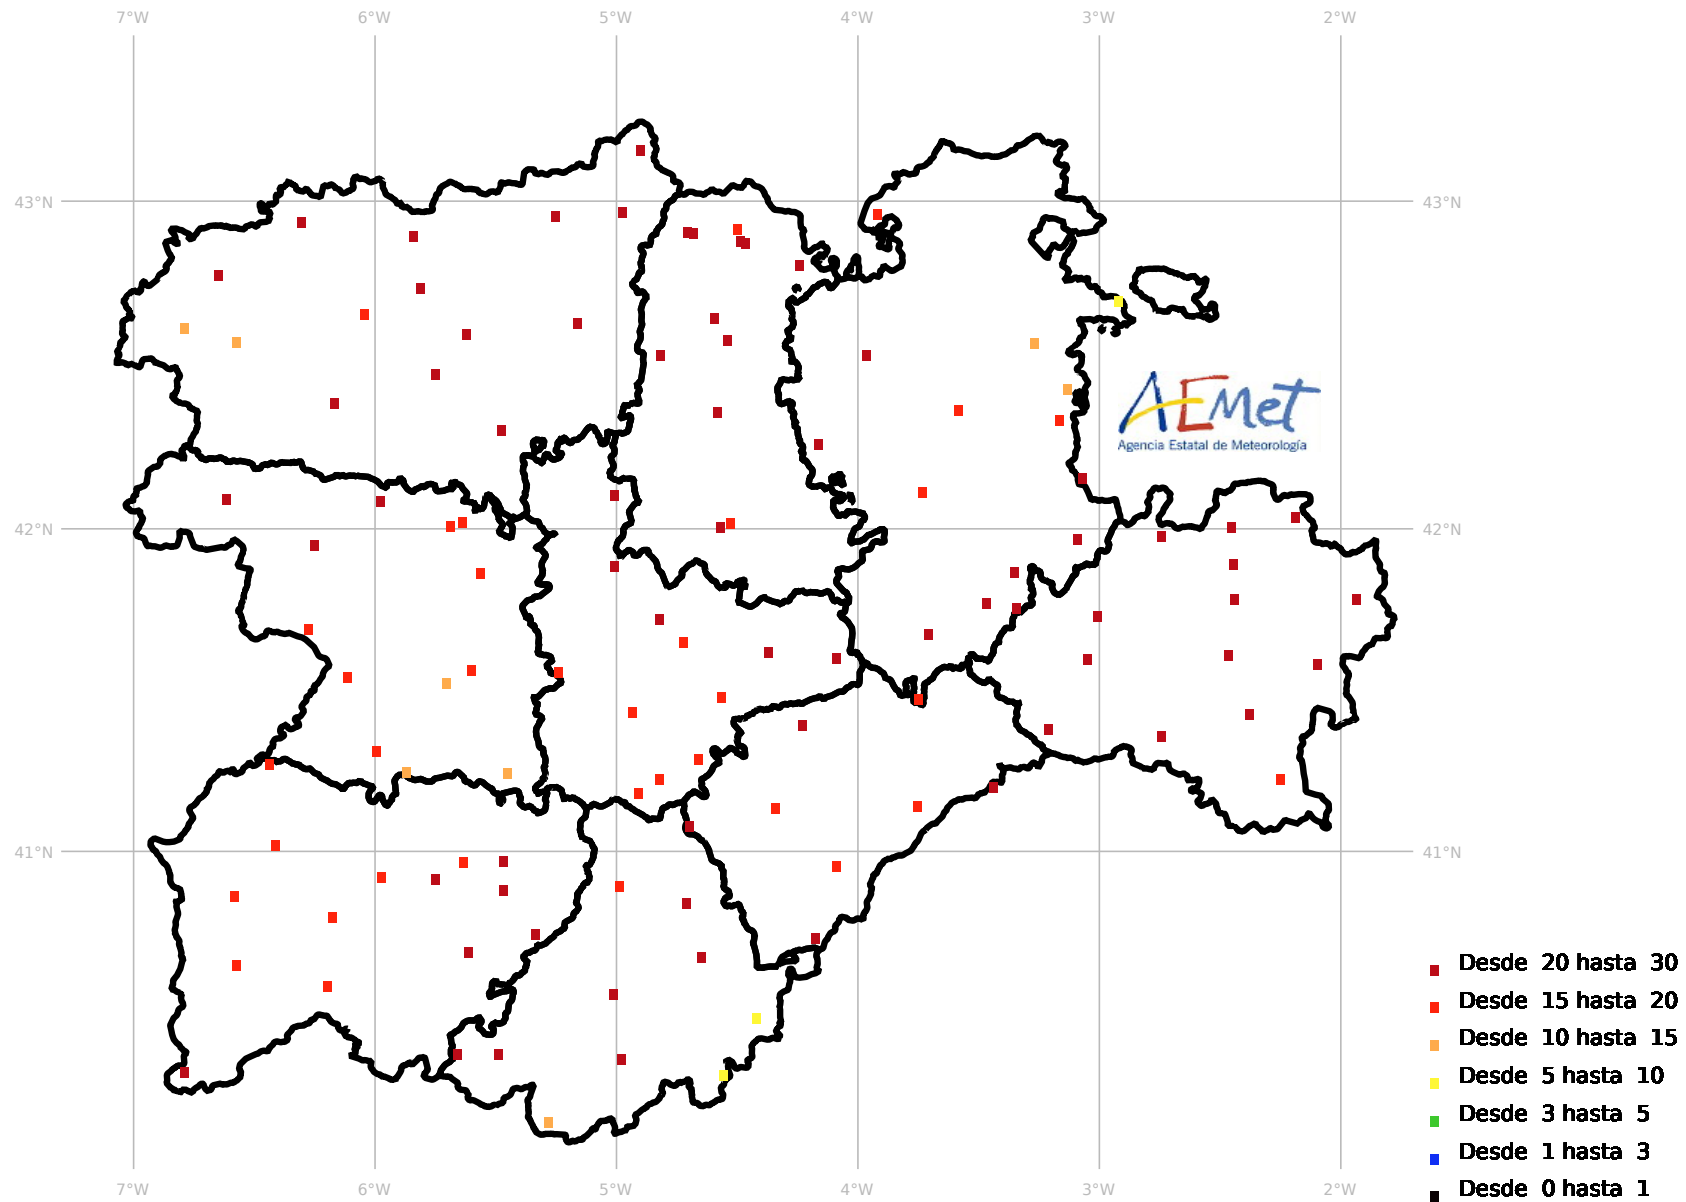 7°W 6°W 5°W 4°W 3°W 2°W
43°N 43°N
AEMet
Agencia Estatal de Meteorología
42°N 42°N
41°N 41°N
Desde 20 hasta 30
Desde 15 hasta 20
Desde 10 hasta 15
Desde 5 hasta 10
Desde 3 hasta 5
Desde 1 hasta 3
Desde 0 hasta 1
7°W 6°W 5°W 4°W 3°W 2°W